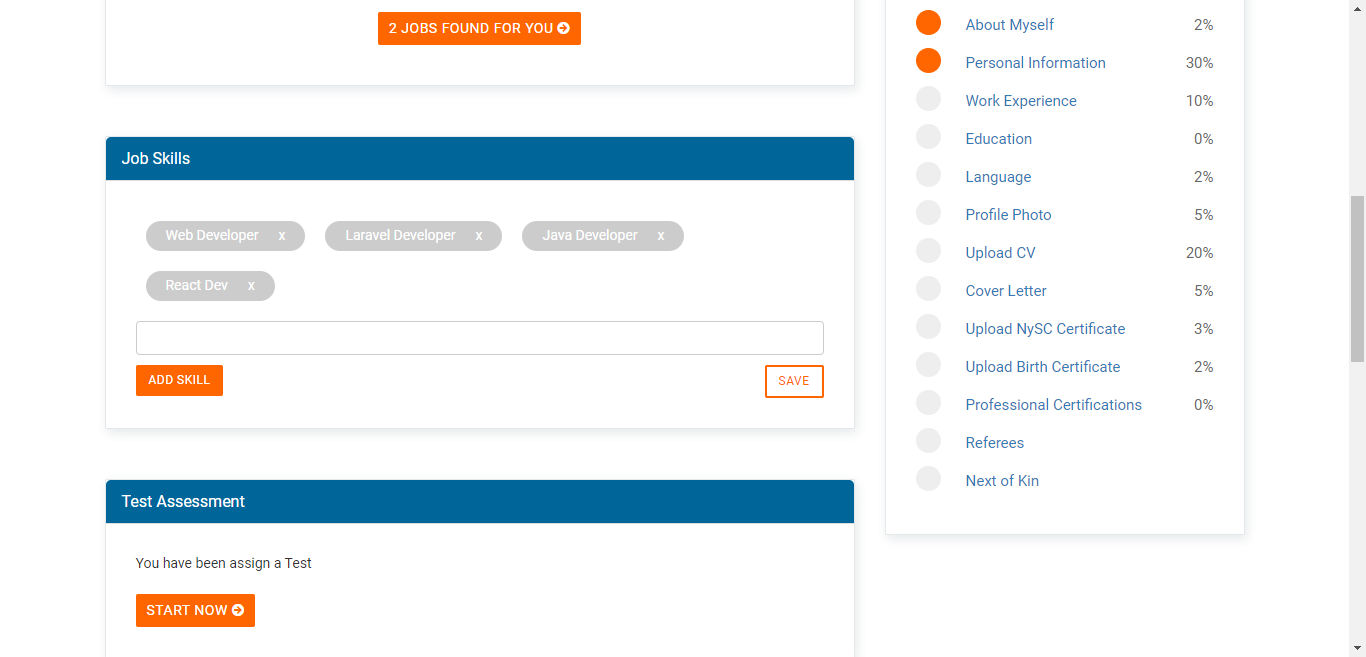 2 JOBS FOUND FOR YOU
Job Skills
Web Developer x Laravel Developer x Java Developer x
React Dev x
ADD SKILL SAVE
Test Assessment
You have been assign a Test
START NOW
About Myself 2%
Personal Information 30%
Work Experience 10%
Education 0%
Language 2%
Profile Photo 5%
Upload CV 20%
Cover Letter 5%
Upload NySC Certificate 3%
Upload Birth Certificate 2%
Professional Certifications 0%
Referees
Next of Kin